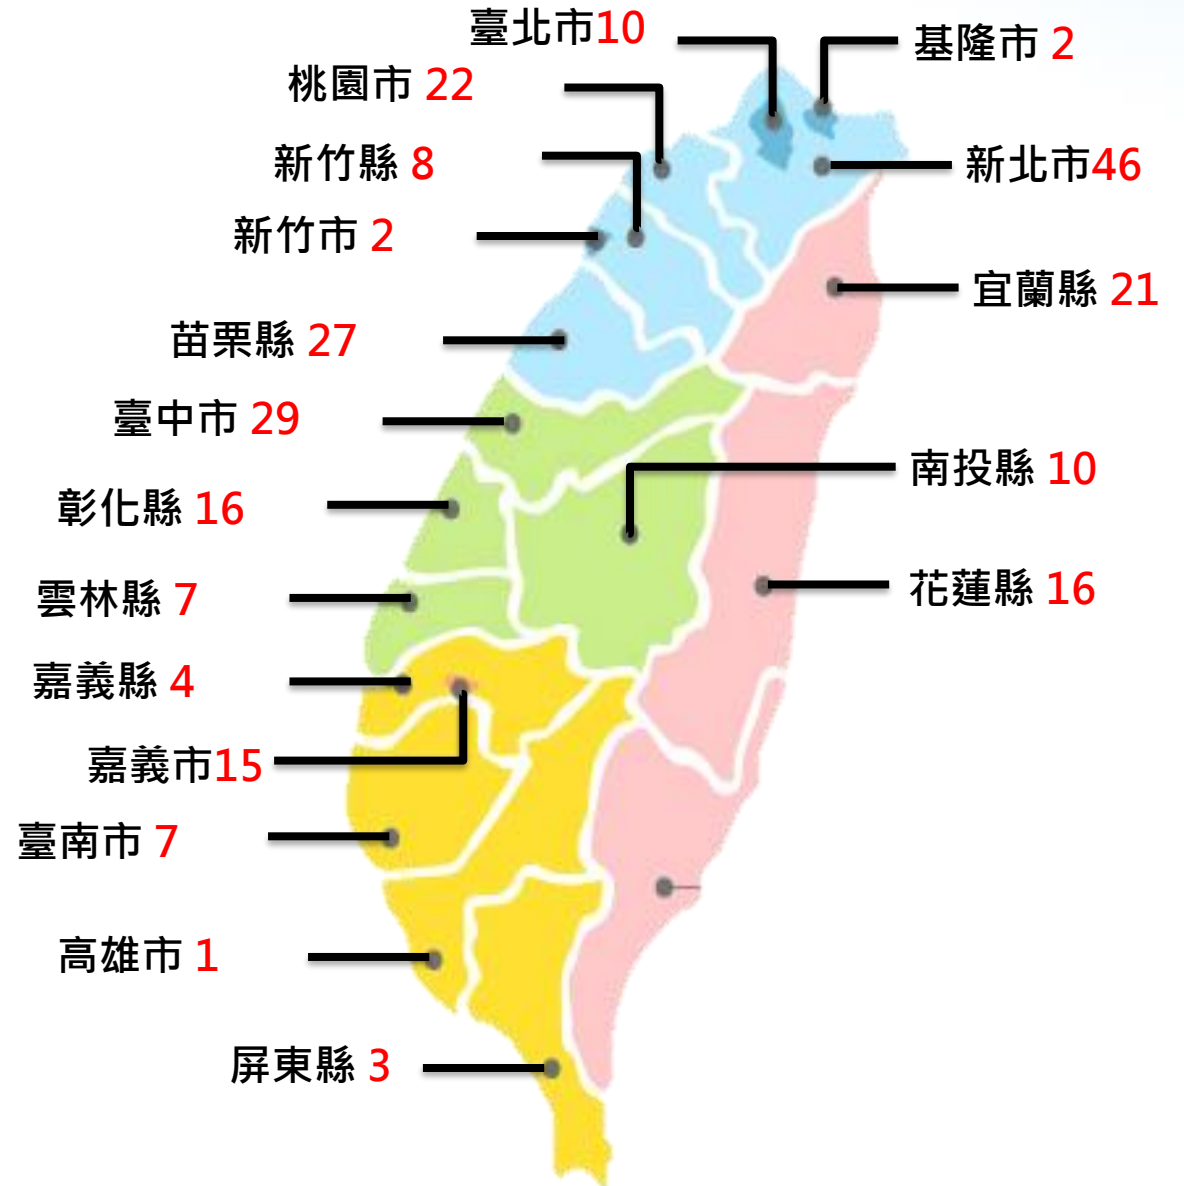 臺北市10
基隆市 2
桃園市 22
新竹縣 8
新北市46
新竹市 2
宜蘭縣 21
苗栗縣 27
臺中市 29
南投縣 10
彰化縣 16
花蓮縣 16
雲林縣 7
嘉義縣 4
嘉義市15
臺南市 7
高雄市 1
屏東縣 3